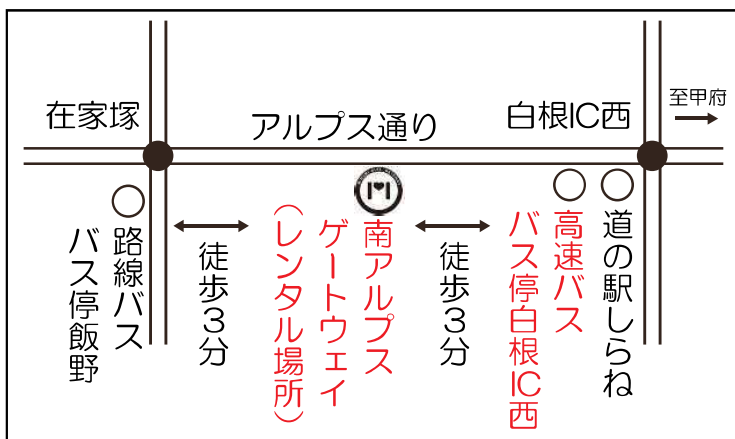 在家塚
アルプス通り
白根IC西
至甲府
路線バス
バス停飯野
徒歩3分
南アルプス
ゲートウェイ
(レンタル場所)
徒歩3分
高速バス
バス停白根IC西
道の駅しらね